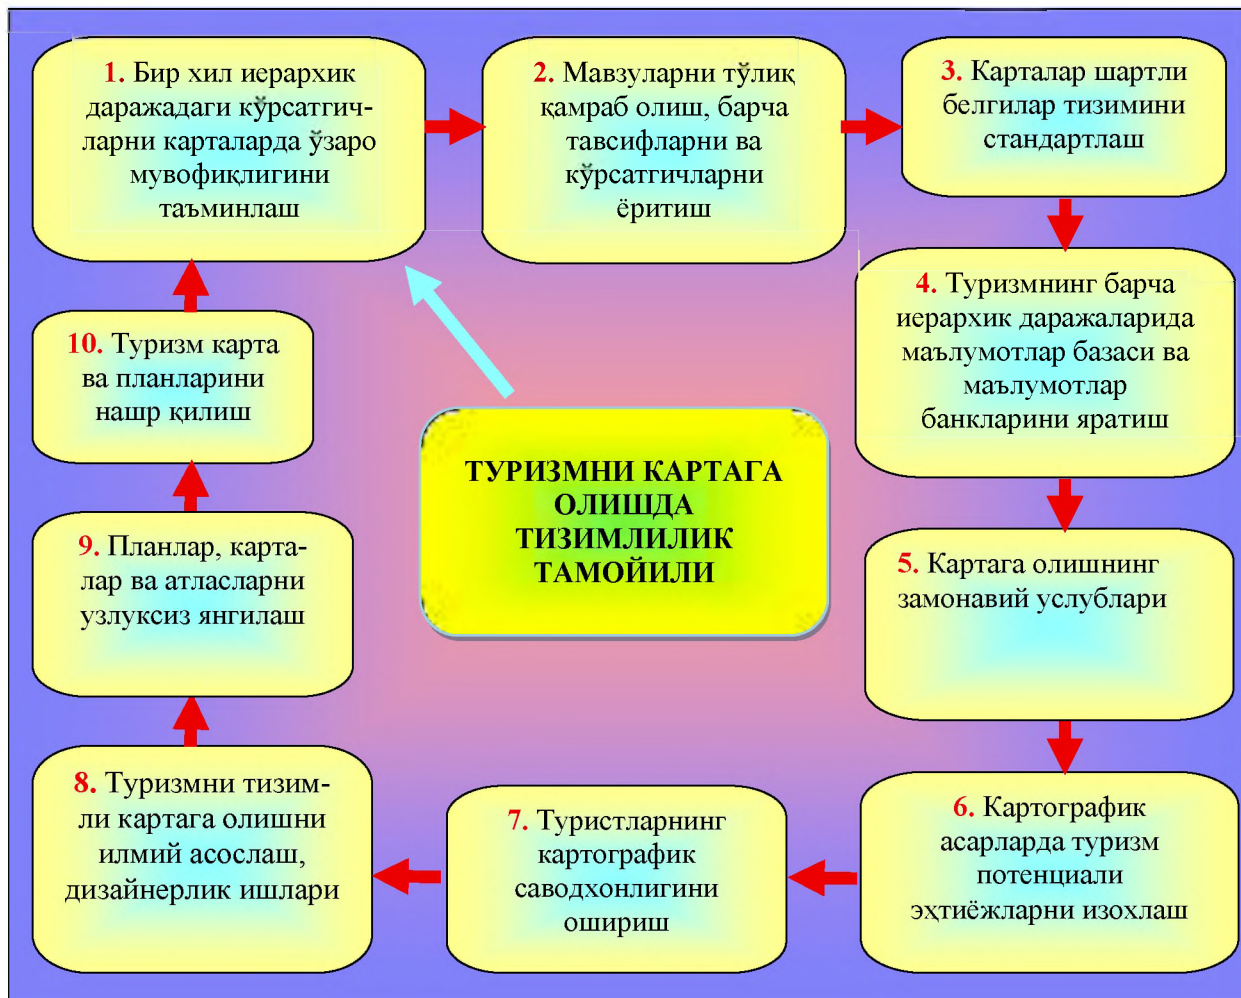 1. Бир хил иерархик
даражадаги кўрсатгич-
ларни карталарда ўзаро
мувофиқлигини
таъминлаш
2. Мавзуларни тўлиқ
қамраб олиш, барча
тавсифларни ва
кўрсатгичларни
ёритиш
3. Карталар шартли
белгилар тизимини
стандартлаш
4. Туризмнинг барча
иерархик даражаларида
маълумотлар базаси ва
маълумотлар
банкларини яратиш
5. Картага олишнинг
замонавий услублари
6. Картографик
асарларда туризм
потенциали
эҳтиёжларни изохлаш
7. Туристларнинг
картографик
саводхонлигини
ошириш
8. Туризмни тизим-
ли картага олишни
илмий асослаш,
дизайнерлик ишлари
9. Планлар, карта-
лар ва атласларни
узлуксиз янгилаш
10. Туризм карта
ва планларини
нашр қилиш
ТУРИЗМНИ КАРТАГА
ОЛИШДА
ТИЗИМЛИЛИК
ТАМОЙИЛИ